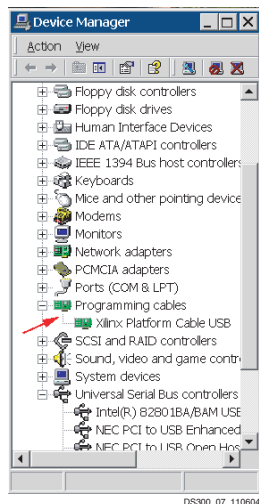 Device Manager
Action View
Floppy disk controllers
Floppy disk drives
Human Interface Devices
IDE ATA/ATAPI controllers
IEEE 1394 Bus host controllers
Keyboards
Mice and other pointing device
Modems
Monitors
Network adapters
PCMCIA adapters
Ports (COM & LPT)
Programming cables
Xilinx Platform Cable USB
SCSI and RAID controllers
Sound, video and game contro
System devices
Universal Serial Bus controllers
Intel(R) 82801BA/BAM USE
NEC PCI to USB Enhanced
NEC PCI to USB Open Hos
DS300_07_110604